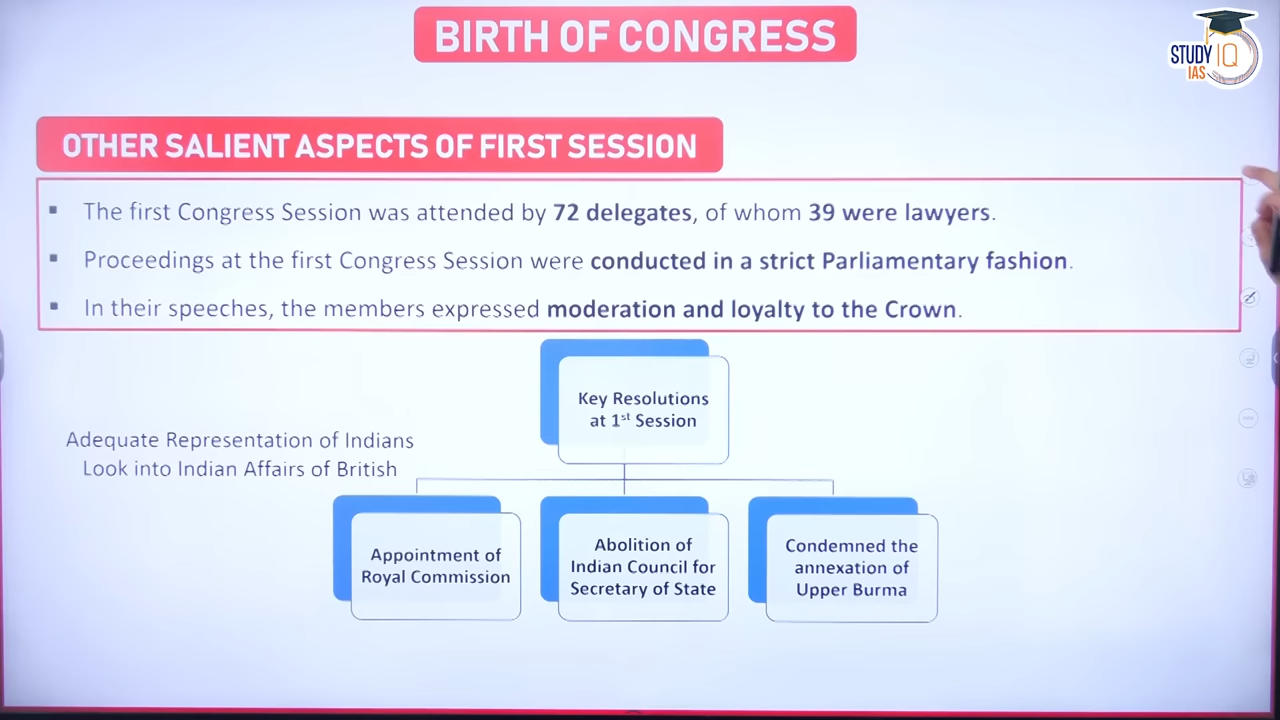 BIRTH OF CONGRESS
STUDY IQ
IAS
OTHER SALIENT ASPECTS OF FIRST SESSION
▪ The first Congress Session was attended by 72 delegates, of whom 39 were lawyers.
▪ Proceedings at the first Congress Session were conducted in a strict Parliamentary fashion.
▪ In their speeches, the members expressed moderation and loyalty to the Crown.
Key Resolutions
at 1st Session
Adequate Representation of Indians
Look into Indian Affairs of British
Appointment of
Royal Commission
Abolition of
Indian Council for
Secretary of State
Condemned the
annexation of
Upper Burma